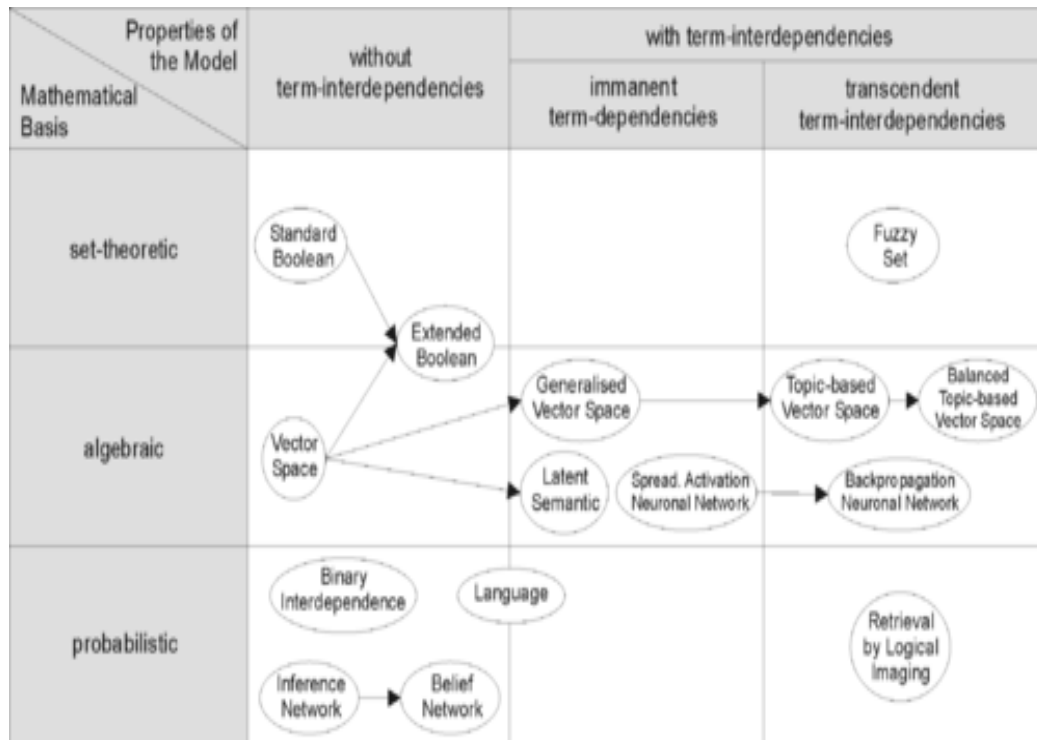 Properties of
the Model
Mathematical
Basis
without
term-interdependencies
with term-interdependencies
immanent
term-dependencies
transcendent
term-interdependencies
set-theoretic
Standard
Boolean
Fuzzy
Set
Extended
Boolean
algebraic
Vector
Space
Generalised
Vector Space
Topic-based
Vector Space
Balanced
Topic-based
Vector Space
Latent
Semantic
Spread. Activation
Neuronal Network
Backpropagation
Neuronal Network
probabilistic
Binary
Interdependence
Language
Retrieval
by Logical
Imaging
Inference
Network
Belief
Network